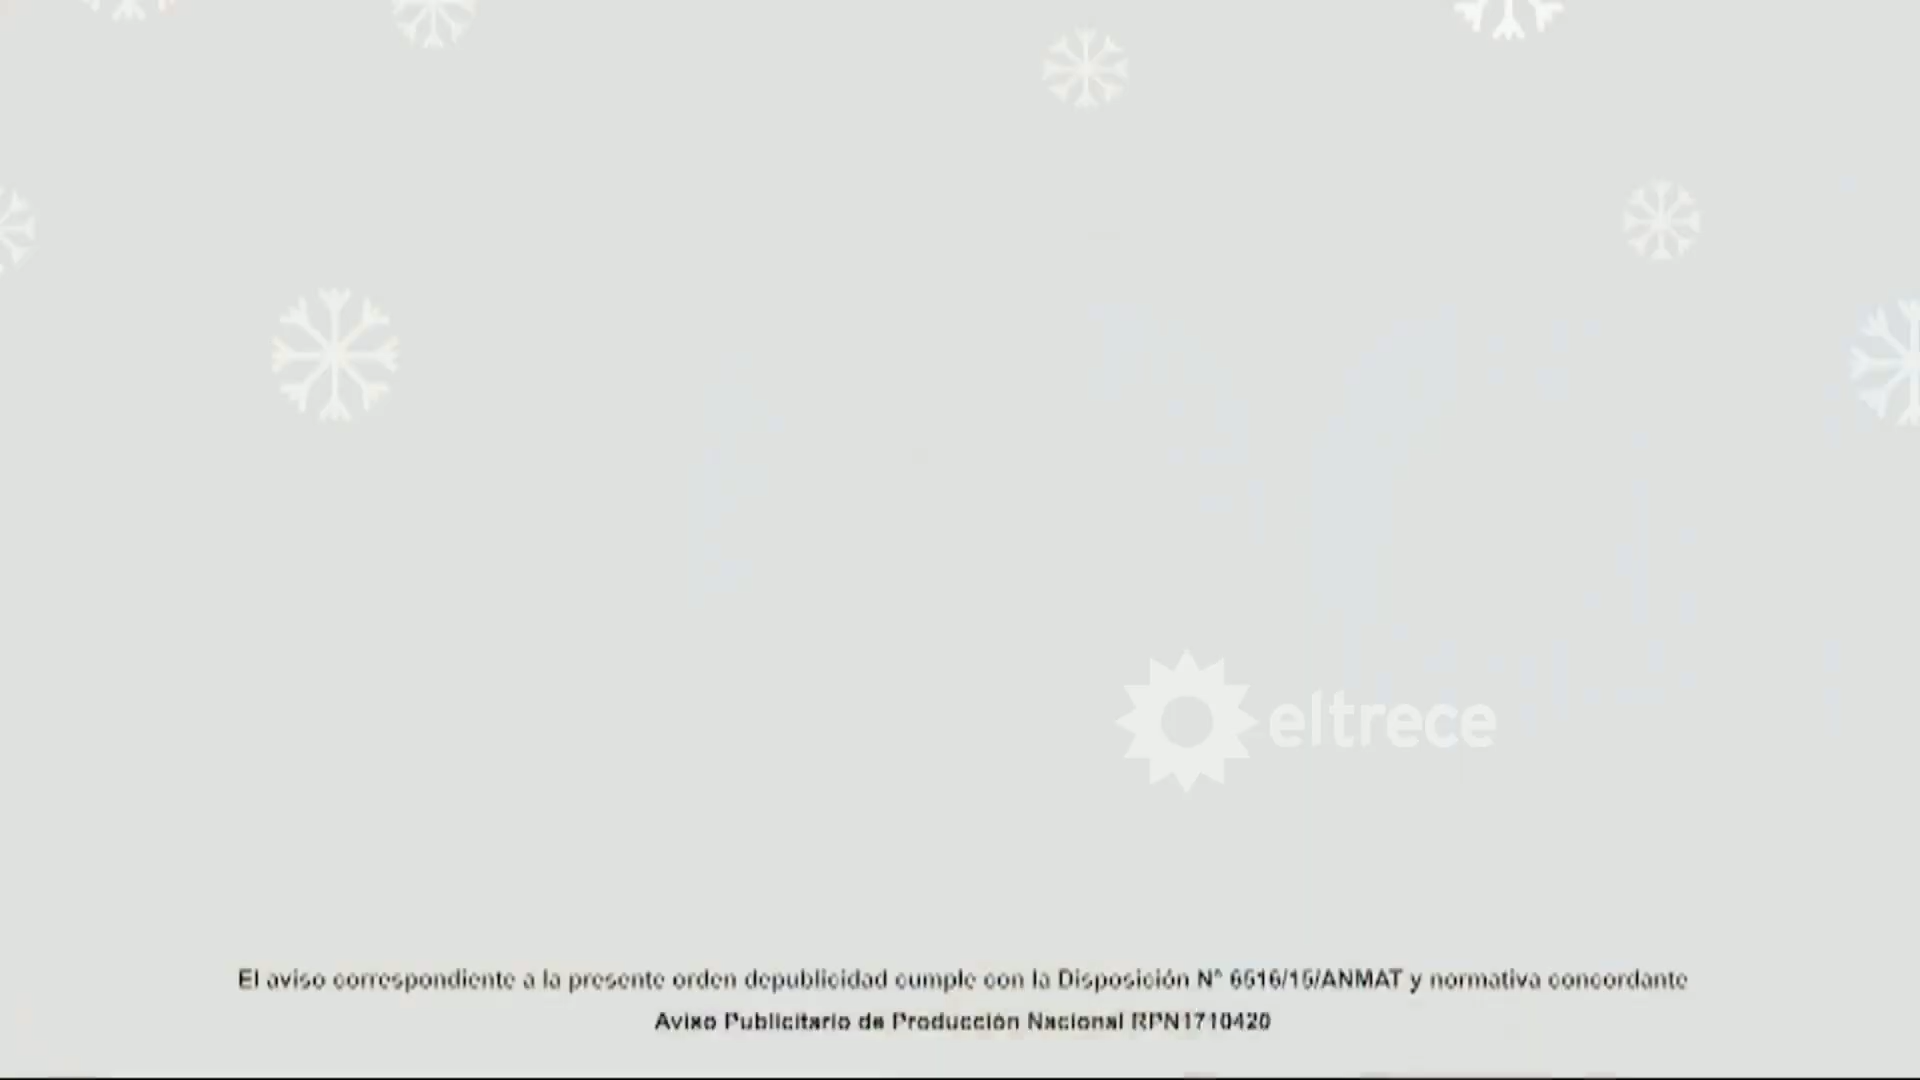 eltrece
El aviso correspondiente a la presente orden depublicidad cumple con la Disposición N° 6516/15/ANMAT y normativa concordante
Aviso Publicitario de Producción Nacional RPN1710420